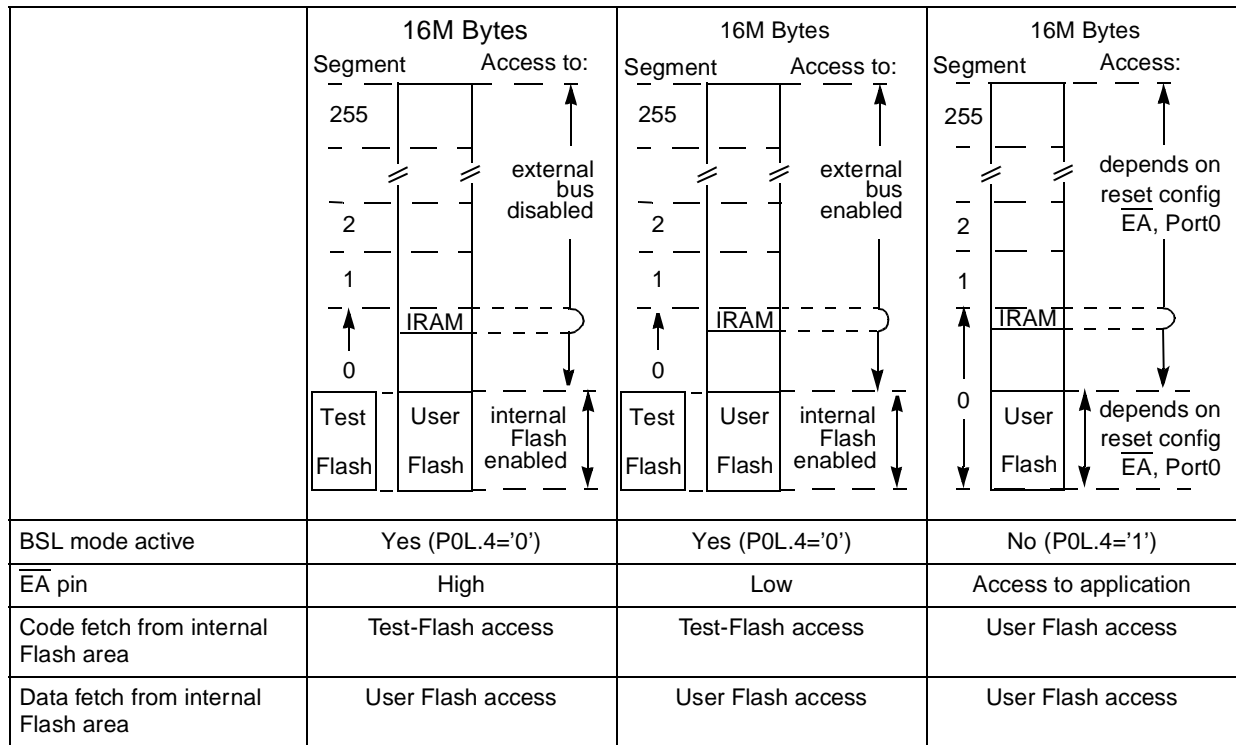 16M Bytes
Segment Access to:
255
external
bus
disabled
2
1
IRAM
0
Test
Flash
User
Flash
internal
Flash
enabled
16M Bytes
Segment Access to:
255
external
bus
enabled
2
1
IRAM
0
Test
Flash
User
Flash
internal
Flash
enabled
16M Bytes
Segment Access:
255
depends on
reset config
EA, Port0
2
1
IRAM
0
User
Flash
depends on
reset config
EA, Port0
BSL mode active Yes (P0L.4=’0’) Yes (P0L.4=’0’) No (P0L.4=’1’)
EA pin High Low Access to application
Code fetch from internal
Flash area
Test-Flash access Test-Flash access User Flash access
Data fetch from internal
Flash area
User Flash access User Flash access User Flash access